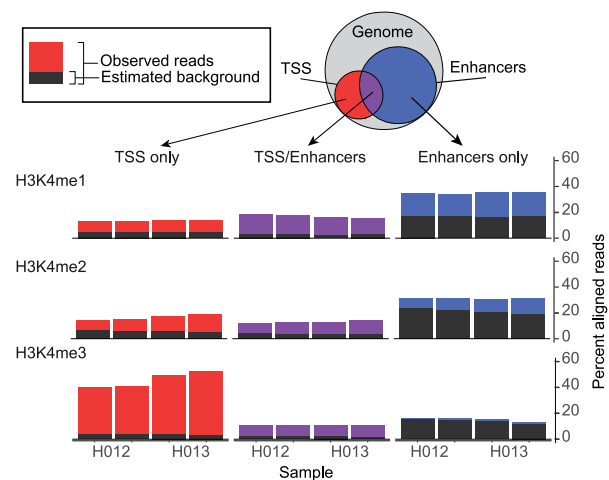 Observed reads
Estimated background
Genome
TSS
Enhancers
TSS only
TSS/Enhancers
Enhancers only
H3K4me1
60
40
20
0
H3K4me2
60
40
20
0
H3K4me3
60
40
20
0
Percent aligned reads
H012
H013
H012
H013
H012
H013
Sample